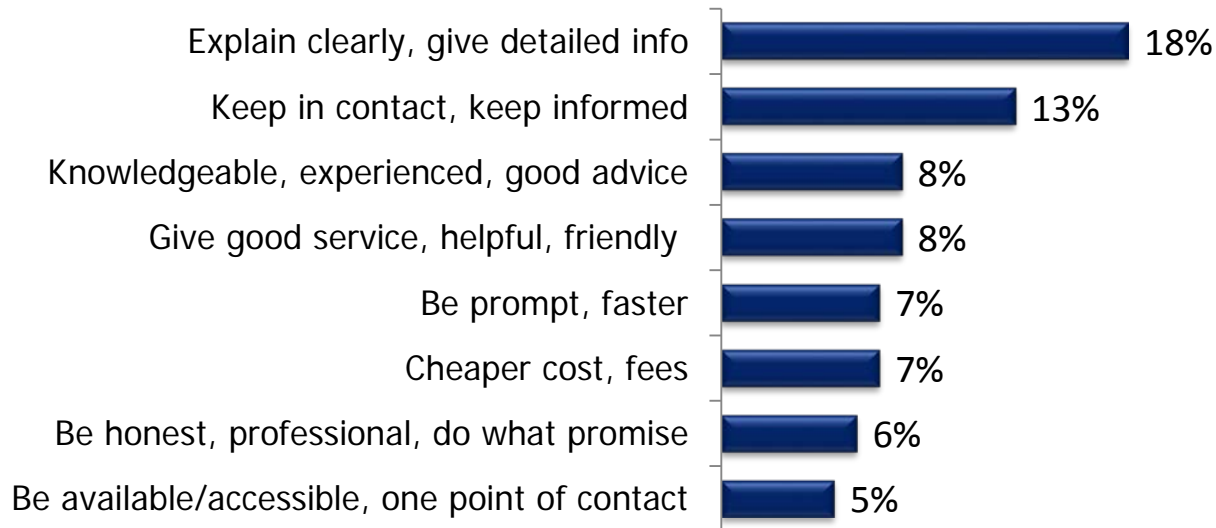 Explain clearly, give detailed info 18%
Keep in contact, keep informed 13%
Knowledgeable, experienced, good advice 8%
Give good service, helpful, friendly 8%
Be prompt, faster 7%
Cheaper cost, fees 7%
Be honest, professional, do what promise 6%
Be available/accessible, one point of contact 5%